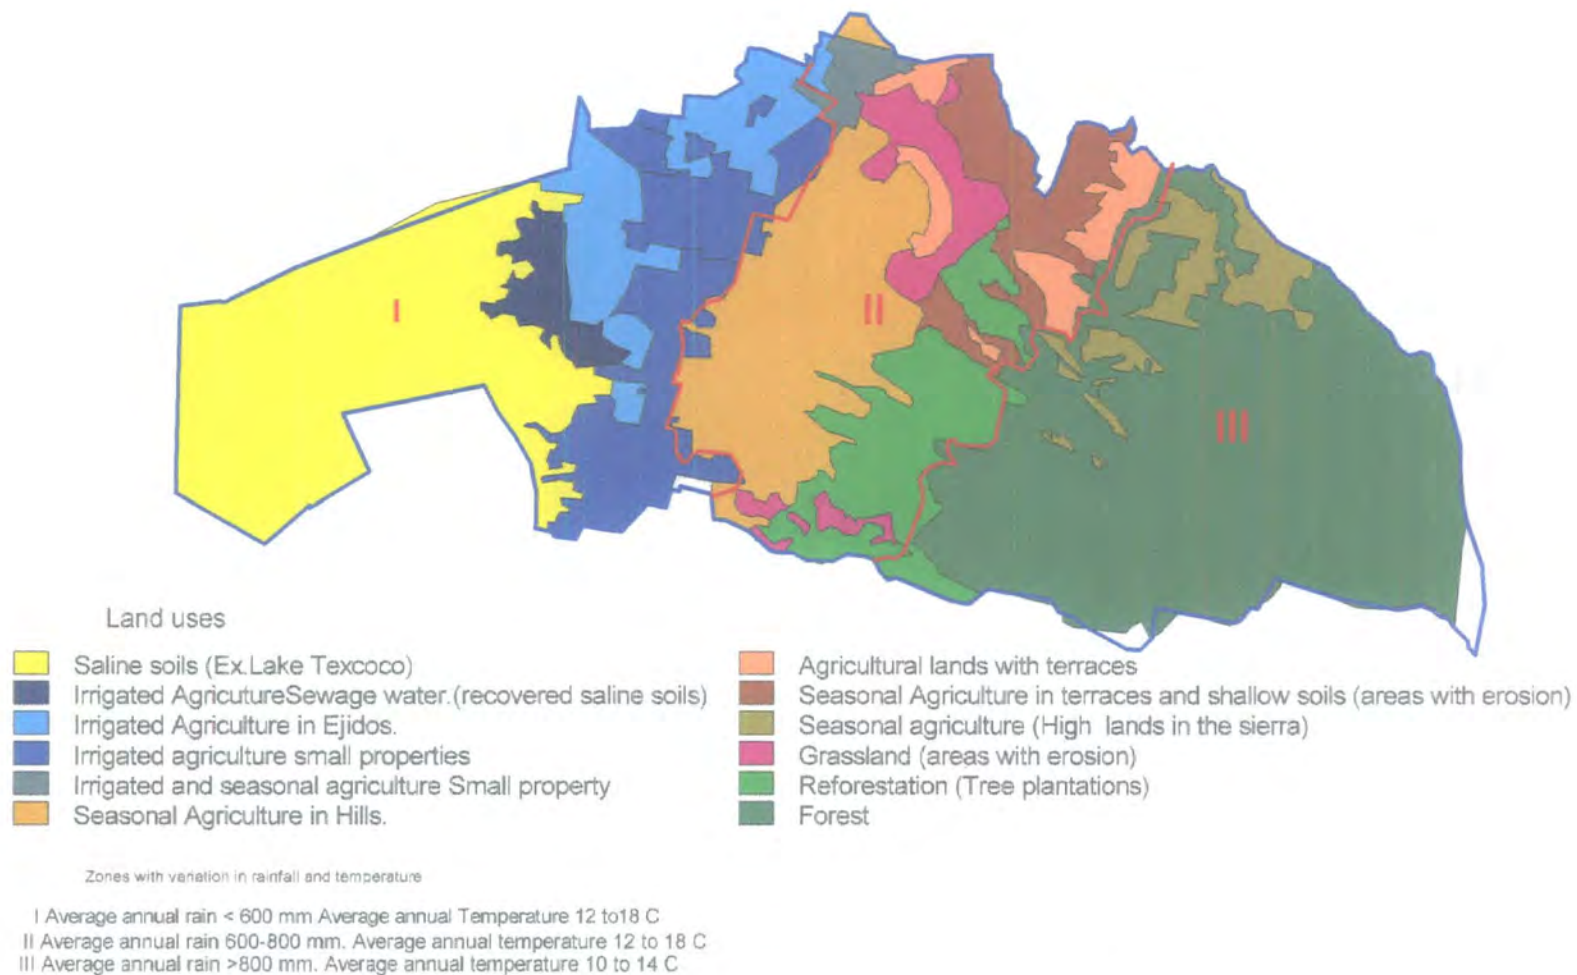 I
II
III
Land uses
Saline soils (Ex.Lake Texcoco)
Irrigated AgricutureSewage water.(recovered saline soils)
Irrigated Agriculture in Ejidos.
Irrigated agriculture small properties
Irrigated and seasonal agriculture Small property
Seasonal Agriculture in Hills.
Agricultural lands with terraces
Seasonal Agriculture in terraces and shallow soils (areas with erosion)
Seasonal agriculture (High lands in the sierra)
Grassland (areas with erosion)
Reforestation (Tree plantations)
Forest
Zones with variation in rainfall and temperature
I Average annual rain < 600 mm Average annual Temperature 12 to18 C
II Average annual rain 600-800 mm. Average annual temperature 12 to 18 C
III Average annual rain >800 mm. Average annual temperature 10 to 14 C